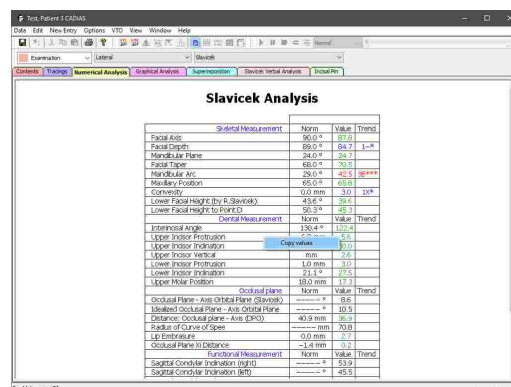 Test, Patient 3 CADIAS
Data Edit New Entry Options VTO View Window Help
Normal
Examination Lateral Slavicek
Contents Tracings Numerical Analysis Graphical Analysis Superimposition Slavicek Verbal Analysis Incisal Pin
Slavicek Analysis
Skeletal Measurement Norm Value Trend
Facial Axis 90.0 ° 87.8
Facial Depth 89.0 ° 84.7 1-*
Mandibular Plane 24.0 ° 24.7
Facial Taper 68.0 ° 70.5
Mandibular Arc 29.0 ° 42.5
Maxillary Position 65.0 ° 65.8
Convexity 0.0 mm 3.0 1X*
Lower Facial Height (by R.Slavicek) 43.6 ° 39.6
Lower Facial Height to Point D 50.3 ° 45.3
Dental Measurement Norm Value Trend
Interincisal Angle 130.4 ° 122.4
Upper Incisor Protrusion 5.6
Upper Incisor Inclination
Copy values
Upper Incisor Vertical mm 2.6
Lower Incisor Protrusion 1.0 mm 3.0
Lower Incisor Inclination 21.1 ° 27.5
Upper Molar Position 18.0 mm 17.3
Occlusal plane Norm Value Trend
Occlusal Plane - Axis Orbital Plane (Slavicek) ----- ° 8.6
Idealized Occlusal Plane - Axis Orbital Plane ----- ° 10.5
Distance: Occlusal plane - Axis (DPO) 40.9 mm 36.9
Radius of Curve of Spee ----- mm 70.8
Lip Embrasure 0.0 mm 2.7
Occlusal Plane Xi Distance -1.4 mm 0.2
Functional Measurement Norm Value Trend
Sagittal Condylar Indination (right) ----- ° 53.9
Sagittal Condylar Indination (left) ----- ° 45.5